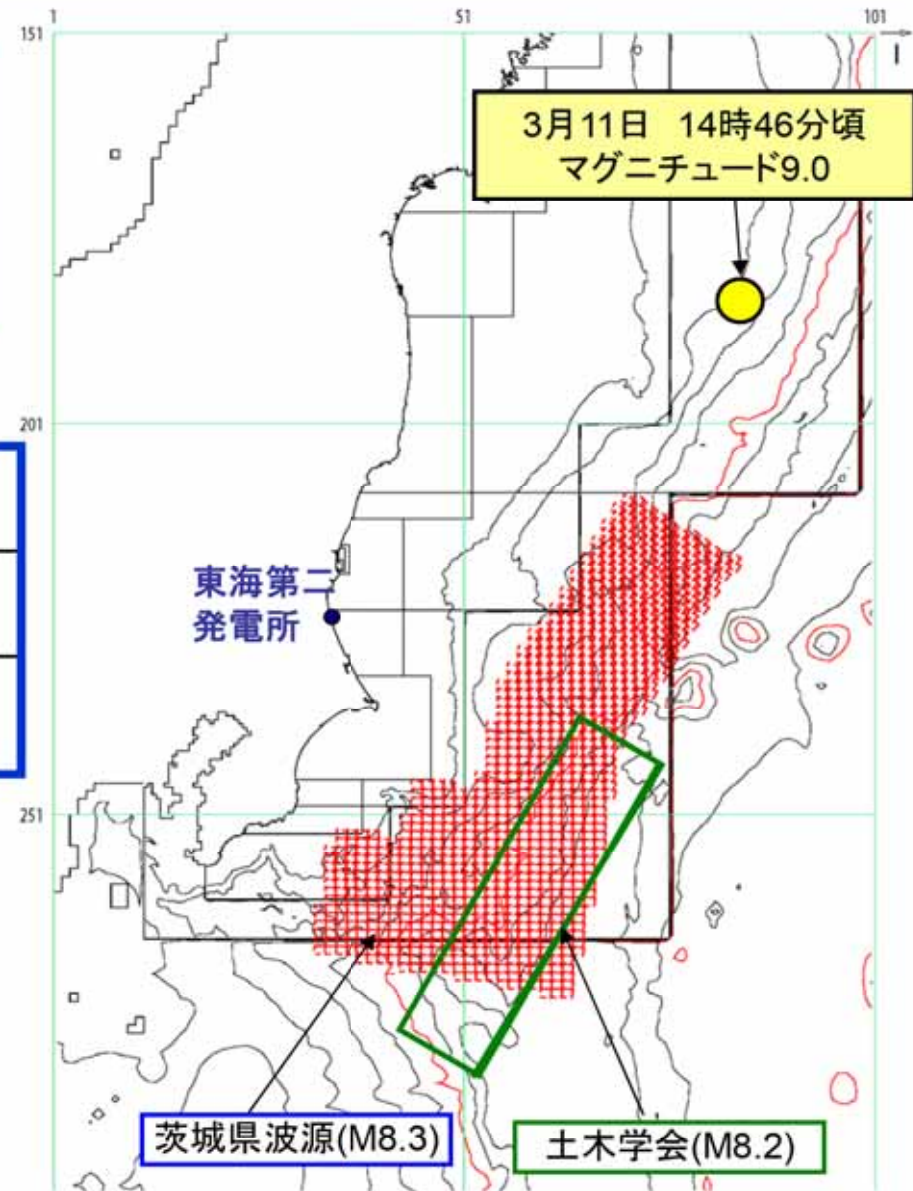 1
51
101
151
I
3月11日 14時46分頃
マグニチュード9.0
201
東海第二
発電所
251
茨城県波源(M8.3)
土木学会(M8.2)